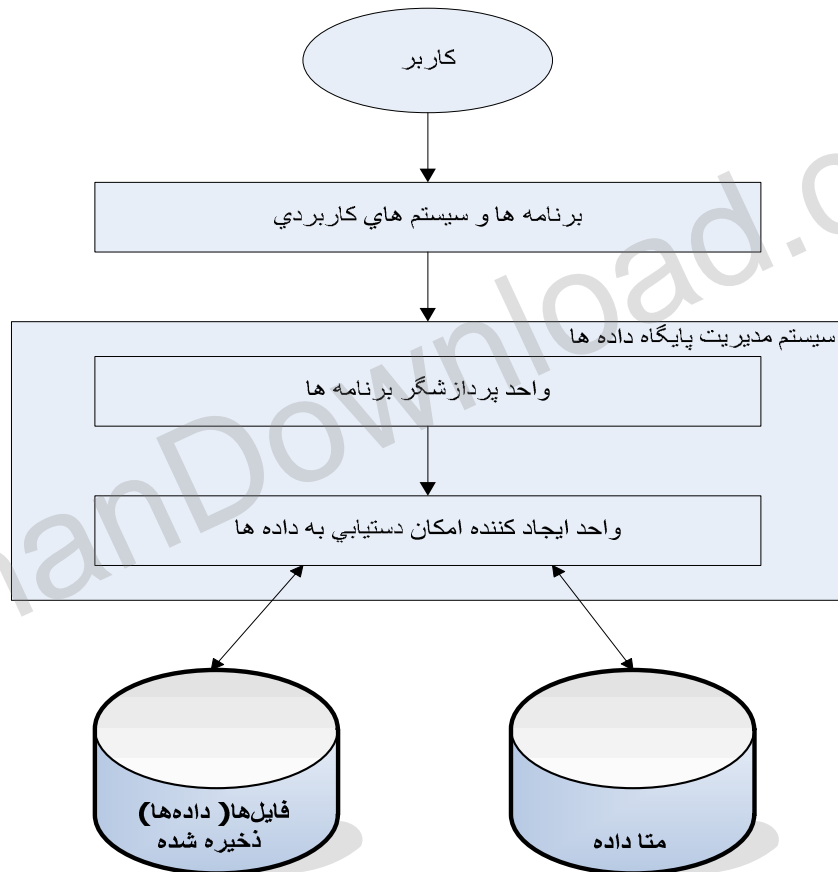 کاربر
برنامه ها و سیستم هاي کاربردي
سیستم مدیریت پایگاه داده ها
واحد پردازشگر برنامه ها
واحد ایجاد کننده امکان دستیابي به داده ها
فایل‌ها( داده‌ها)
ذخیره شده
متا داده
nanDownload.c